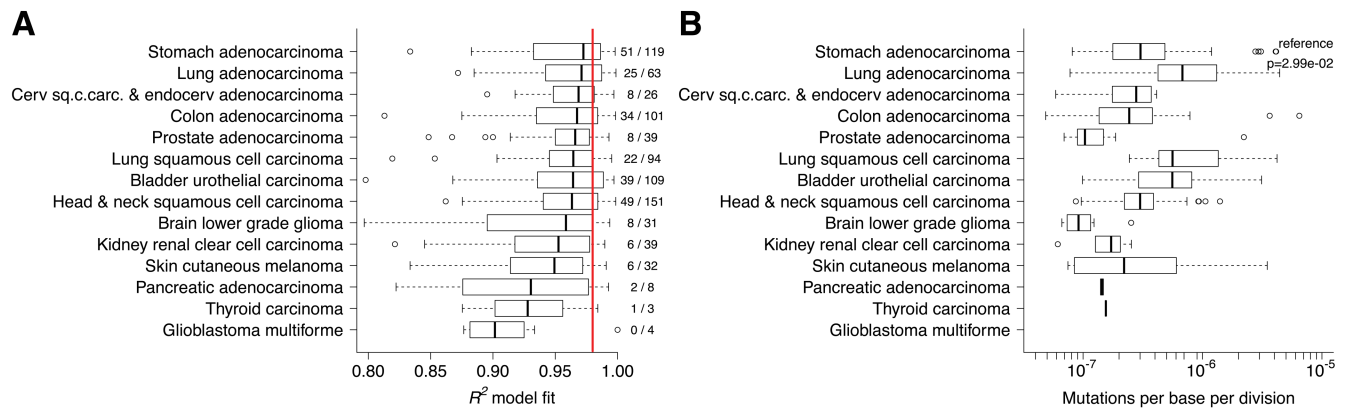 A
Stomach adenocarcinoma 51 / 119
Lung adenocarcinoma 25 / 63
Cerv sq.c.carc. & endocerv adenocarcinoma 8 / 26
Colon adenocarcinoma 34 / 101
Prostate adenocarcinoma 8 / 39
Lung squamous cell carcinoma 22 / 94
Bladder urothelial carcinoma 39 / 109
Head & neck squamous cell carcinoma 49 / 151
Brain lower grade glioma 8 / 31
Kidney renal clear cell carcinoma 6 / 39
Skin cutaneous melanoma 6 / 32
Pancreatic adenocarcinoma 2 / 8
Thyroid carcinoma 1 / 3
Glioblastoma multiforme 0 / 4
0.80 0.85 0.90 0.95 1.00
R² model fit
B
Stomach adenocarcinoma reference
p=2.99e-02
Lung adenocarcinoma
Cerv sq.c.carc. & endocerv adenocarcinoma
Colon adenocarcinoma
Prostate adenocarcinoma
Lung squamous cell carcinoma
Bladder urothelial carcinoma
Head & neck squamous cell carcinoma
Brain lower grade glioma
Kidney renal clear cell carcinoma
Skin cutaneous melanoma
Pancreatic adenocarcinoma
Thyroid carcinoma
Glioblastoma multiforme
10⁻⁷ 10⁻⁶ 10⁻⁵
Mutations per base per division